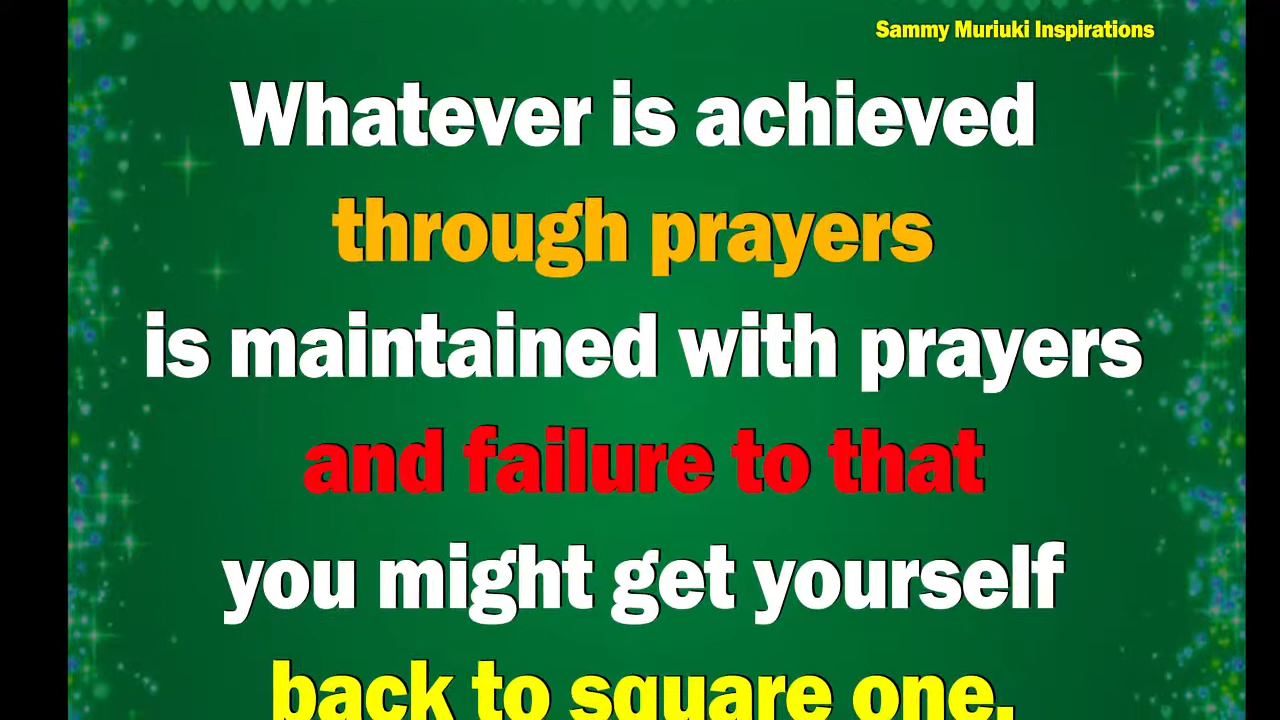 Sammy Muriuki Inspirations
Whatever is achieved
through prayers
is maintained with prayers
and failure to that
you might get yourself
back to square one.